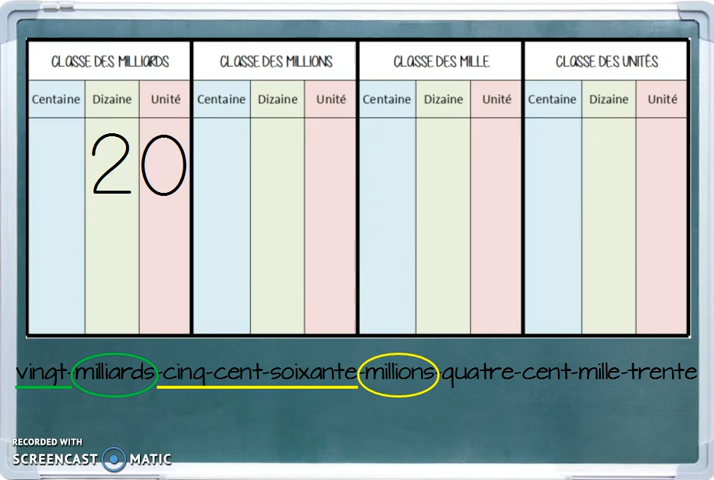 CLASSE DES MILLIARDS CLASSE DES MILLIONS CLASSE DES MILLE CLASSE DES UNITÉS
Centaine Dizaine Unité Centaine Dizaine Unité Centaine Dizaine Unité Centaine Dizaine Unité
20
vingt-milliards-cinq-cent-soixante-millions-quatre-cent-mille-trente
RECORDED WITH
SCREENCAST MATIC